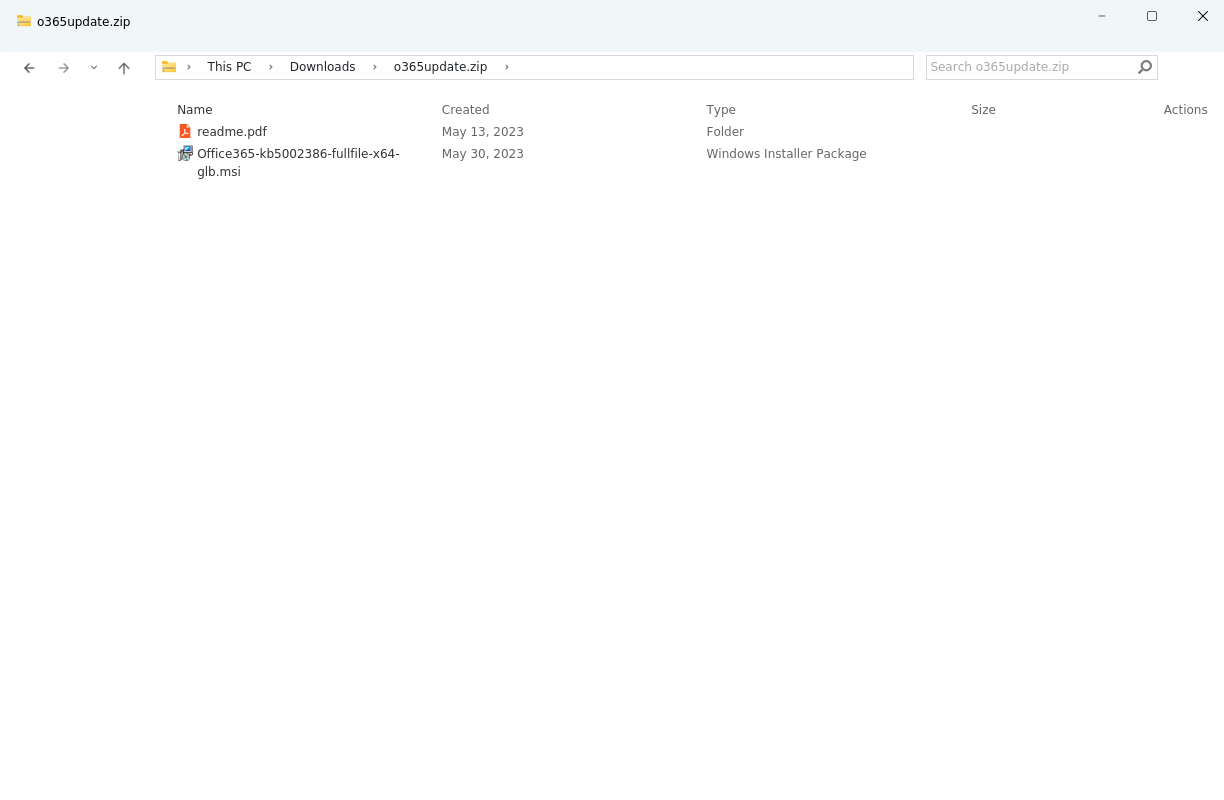 o365update.zip
This PC › Downloads › o365update.zip ›
Search o365update.zip
Name Created Type Size Actions
readme.pdf May 13, 2023 Folder
Office365-kb5002386-fullfile-x64- May 30, 2023 Windows Installer Package
glb.msi